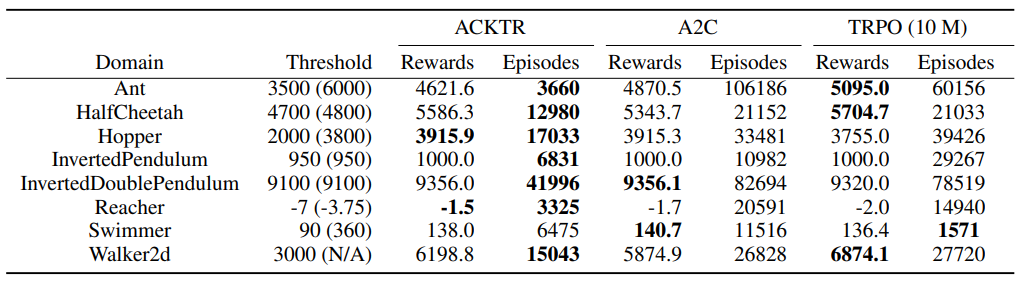 ACKTR A2C TRPO (10 M)
Domain Threshold Rewards Episodes Rewards Episodes Rewards Episodes
Ant 3500 (6000) 4621.6 3660 4870.5 106186 5095.0 60156
HalfCheetah 4700 (4800) 5586.3 12980 5343.7 21152 5704.7 21033
Hopper 2000 (3800) 3915.9 17033 3915.3 33481 3755.0 39426
InvertedPendulum 950 (950) 1000.0 6831 1000.0 10982 1000.0 29267
InvertedDoublePendulum 9100 (9100) 9356.0 41996 9356.1 82694 9320.0 78519
Reacher -7 (-3.75) -1.5 3325 -1.7 20591 -2.0 14940
Swimmer 90 (360) 138.0 6475 140.7 11516 136.4 1571
Walker2d 3000 (N/A) 6198.8 15043 5874.9 26828 6874.1 27720